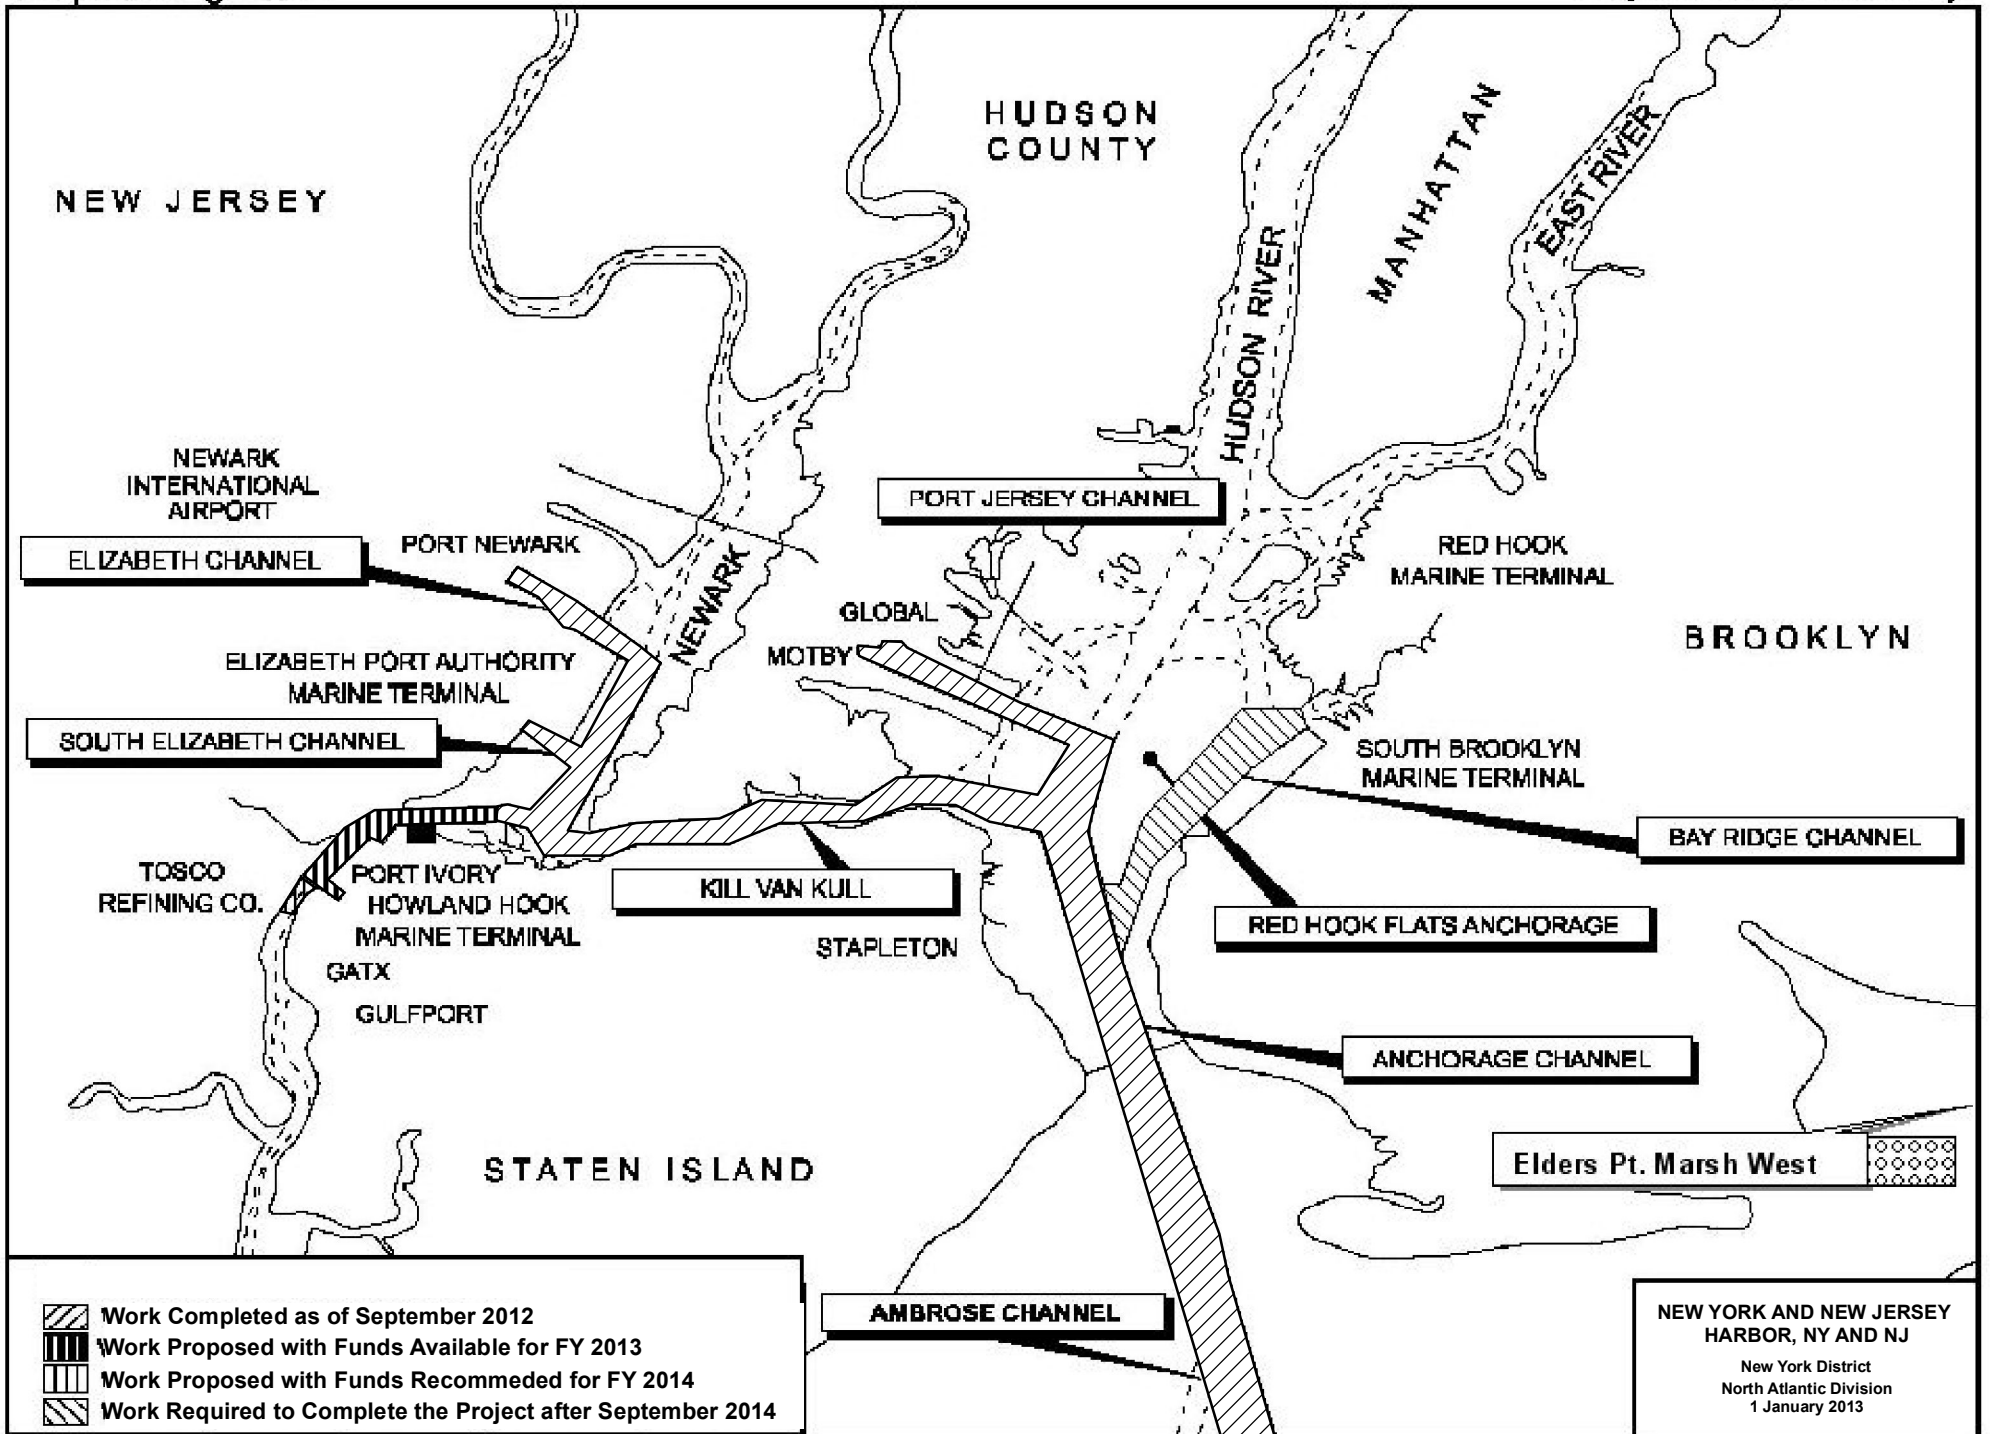 HUDSON
COUNTY
NEW JERSEY
MANHATTAN
EAST RIVER
HUDSON RIVER
NEWARK
INTERNATIONAL
AIRPORT
PORT JERSEY CHANNEL
ELIZABETH CHANNEL
PORT NEWARK
RED HOOK
MARINE TERMINAL
NEWARK
GLOBAL
BROOKLYN
MOTBY
ELIZABETH PORT AUTHORITY
MARINE TERMINAL
SOUTH ELIZABETH CHANNEL
SOUTH BROOKLYN
MARINE TERMINAL
BAY RIDGE CHANNEL
TOSCO
REFINING CO.
PORT IVORY
HOWLAND HOOK
MARINE TERMINAL
KILL VAN KULL
RED HOOK FLATS ANCHORAGE
STAPLETON
GATX
GULFPORT
ANCHORAGE CHANNEL
Elders Pt. Marsh West
STATEN ISLAND
AMBROSE CHANNEL
Work Completed as of September 2012
Work Proposed with Funds Available for FY 2013
Work Proposed with Funds Recommeded for FY 2014
Work Required to Complete the Project after September 2014
NEW YORK AND NEW JERSEY
HARBOR, NY AND NJ
New York District
North Atlantic Division
1 January 2013